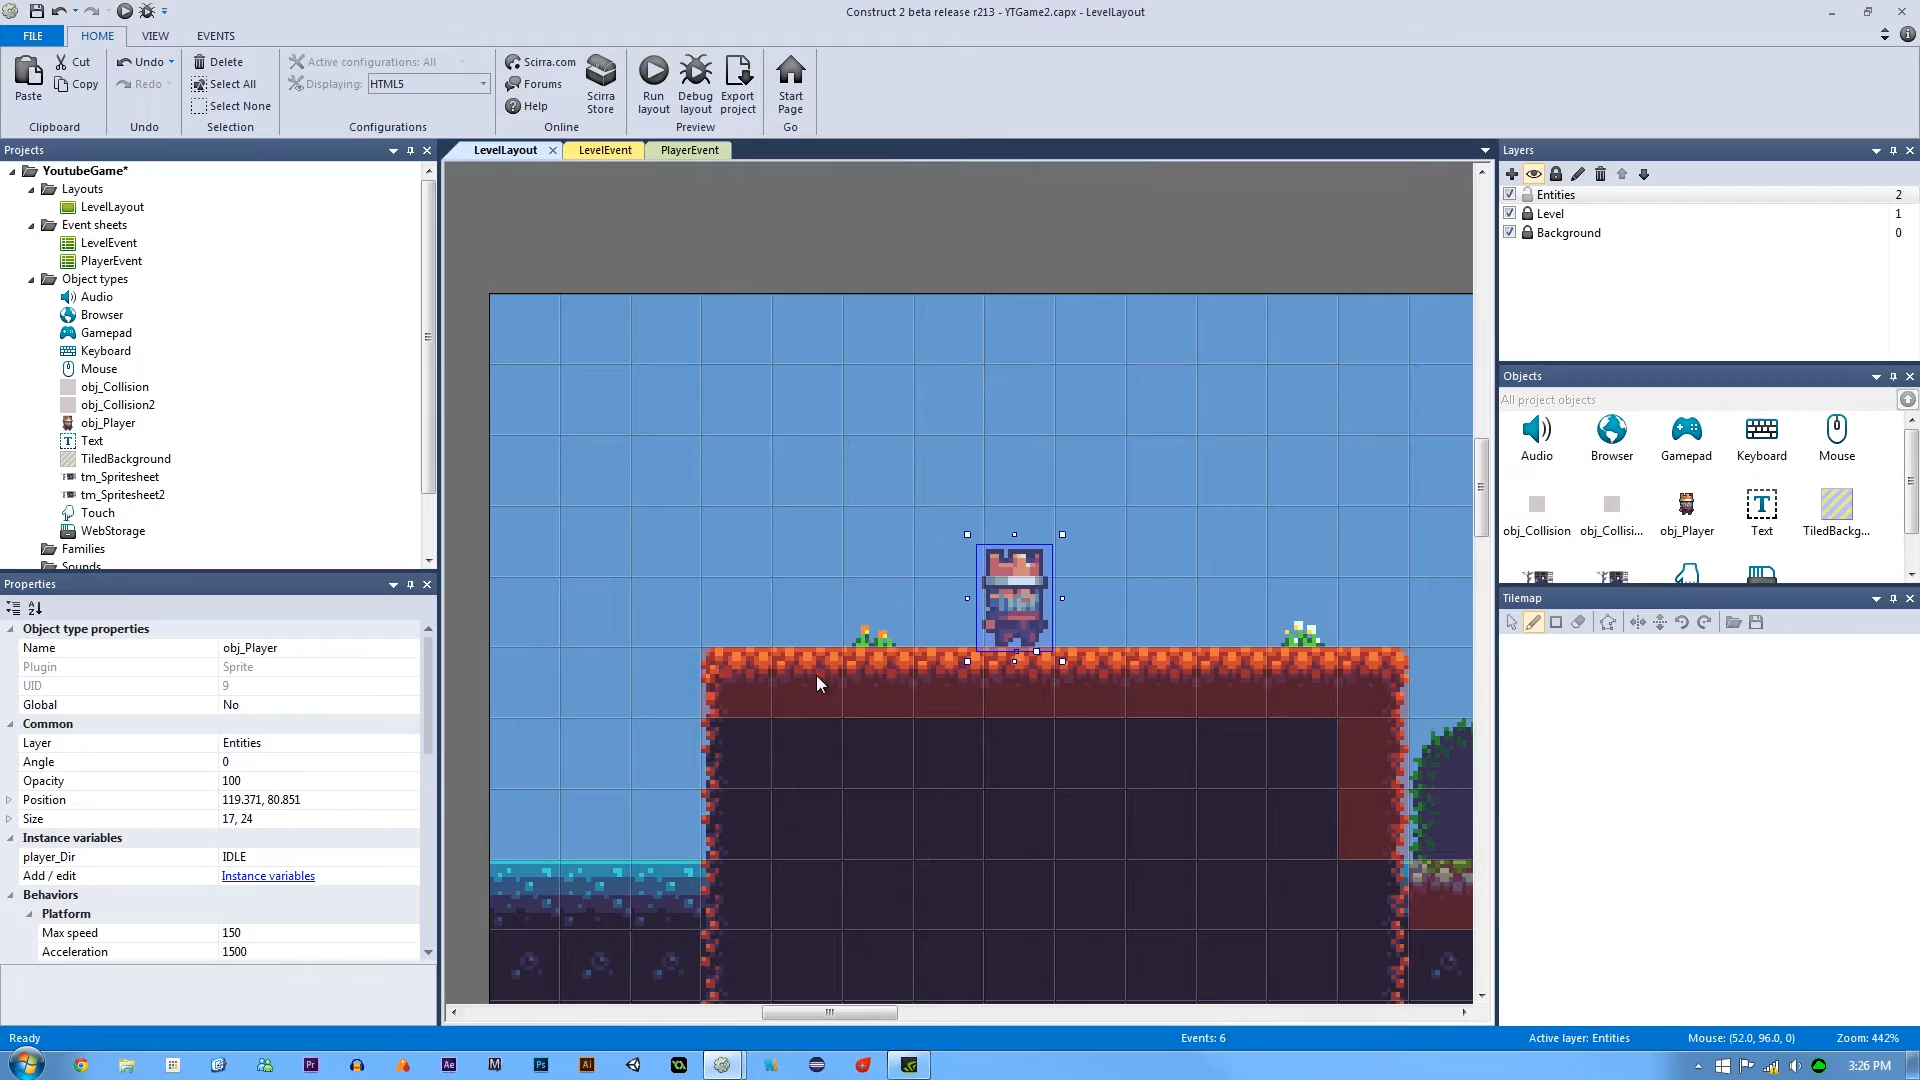 Construct 2 beta release r213 - YTGame2.capx - LevelLayout
FILE HOME VIEW EVENTS
Paste
Cut
Copy
Clipboard
Undo
Redo
Undo
Delete
Select All
Select None
Selection
Active configurations: All
Displaying: HTML5
Configurations
Scirra.com
Forums
Help
Scirra Store
Online
Run layout
Debug layout
Export project
Preview
Start Page
Go
Projects
YoutubeGame*
Layouts
LevelLayout
Event sheets
LevelEvent
PlayerEvent
Object types
Audio
Browser
Gamepad
Keyboard
Mouse
obj_Collision
obj_Collision2
obj_Player
Text
TiledBackground
tm_Spritesheet
tm_Spritesheet2
Touch
WebStorage
Families
Sounds
Properties
Object type properties
Name obj_Player
Plugin Sprite
UID 9
Global No
Common
Layer Entities
Angle 0
Opacity 100
Position 119.371, 80.851
Size 17, 24
Instance variables
player_Dir IDLE
Add / edit Instance variables
Behaviors
Platform
Max speed 150
Acceleration 1500
LevelLayout LevelEvent PlayerEvent
Layers
Entities 2
Level 1
Background 0
Objects
All project objects
Audio Browser Gamepad Keyboard Mouse
obj_Collision obj_Collisi... obj_Player Text TiledBackg...
Tilemap
Ready Events: 6 Active layer: Entities Mouse: (52.0, 96.0, 0) Zoom: 442%
Pr Ae M Ps Ai
3:26 PM